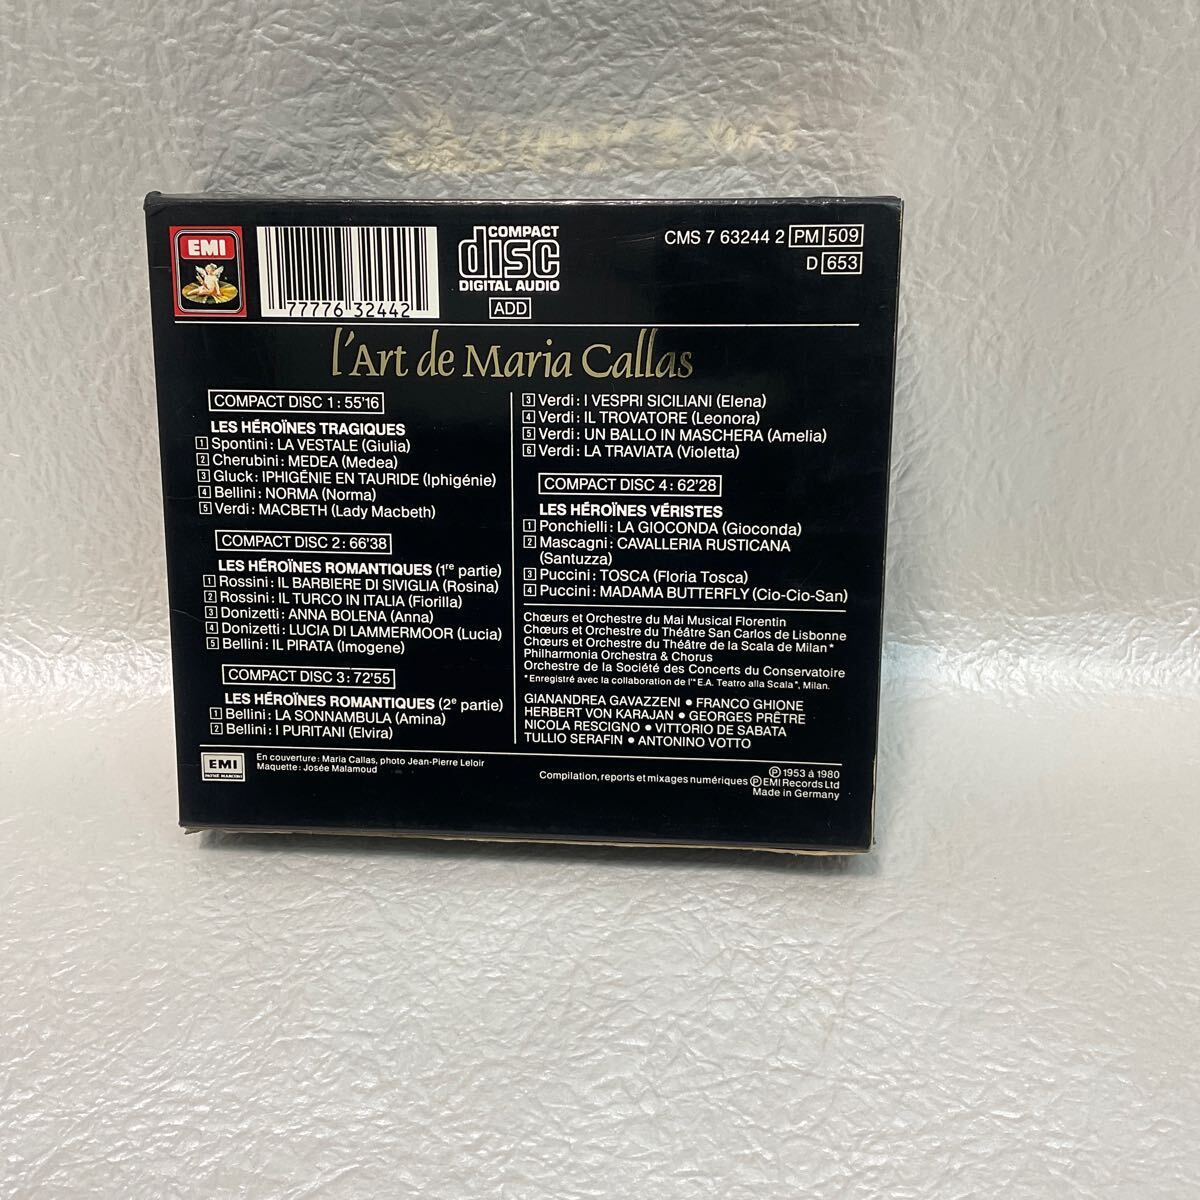 EMI
77776 32442
COMPACT
disc
DIGITAL AUDIO
ADD
CMS 7 63244 2 PM 509
D 653
l'Art de Maria Callas
COMPACT DISC 1 : 55'16
LES HÉROÏNES TRAGIQUES
1 Spontini : LA VESTALE (Giulia)
2 Cherubini : MEDEA (Medea)
3 Gluck : IPHIGÉNIE EN TAURIDE (Iphigénie)
4 Bellini : NORMA (Norma)
5 Verdi : MACBETH (Lady Macbeth)
COMPACT DISC 2 : 66'38
LES HÉROÏNES ROMANTIQUES (1re partie)
1 Rossini : IL BARBIERE DI SIVIGLIA (Rosina)
2 Rossini : IL TURCO IN ITALIA (Fiorilla)
3 Donizetti : ANNA BOLENA (Anna)
4 Donizetti : LUCIA DI LAMMERMOOR (Lucia)
5 Bellini : IL PIRATA (Imogene)
COMPACT DISC 3 : 72'55
LES HÉROÏNES ROMANTIQUES (2e partie)
1 Bellini : LA SONNAMBULA (Amina)
2 Bellini : I PURITANI (Elvira)
3 Verdi : I VESPRI SICILIANI (Elena)
4 Verdi : IL TROVATORE (Leonora)
5 Verdi : UN BALLO IN MASCHERA (Amelia)
6 Verdi : LA TRAVIATA (Violetta)
COMPACT DISC 4 : 62'28
LES HÉROÏNES VÉRISTES
1 Ponchielli : LA GIOCONDA (Gioconda)
2 Mascagni : CAVALLERIA RUSTICANA
(Santuzza)
3 Puccini : TOSCA (Floria Tosca)
4 Puccini : MADAMA BUTTERFLY (Cio-Cio-San)
Chœurs et Orchestre du Mai Musical Florentin
Chœurs et Orchestre du Théâtre San Carlos de Lisbonne
Chœurs et Orchestre du Théâtre de la Scala de Milan*
Philharmonia Orchestra & Chorus
Orchestre de la Société des Concerts du Conservatoire
*Enregistré avec la collaboration de l'"E.A. Teatro alla Scala", Milan.
GIANANDREA GAVAZZENI • FRANCO GHIONE
HERBERT VON KARAJAN • GEORGES PRÊTRE
NICOLA RESCIGNO • VITTORIO DE SABATA
TULLIO SERAFIN • ANTONINO VOTTO
EMI
PATHÉ MARCONI
En couverture : Maria Callas, photo Jean-Pierre Leloir
Maquette : Josée Malamoud
℗ 1953 à 1980
Compilation, reports et mixages numériques ℗ EMI Records Ltd
Made in Germany